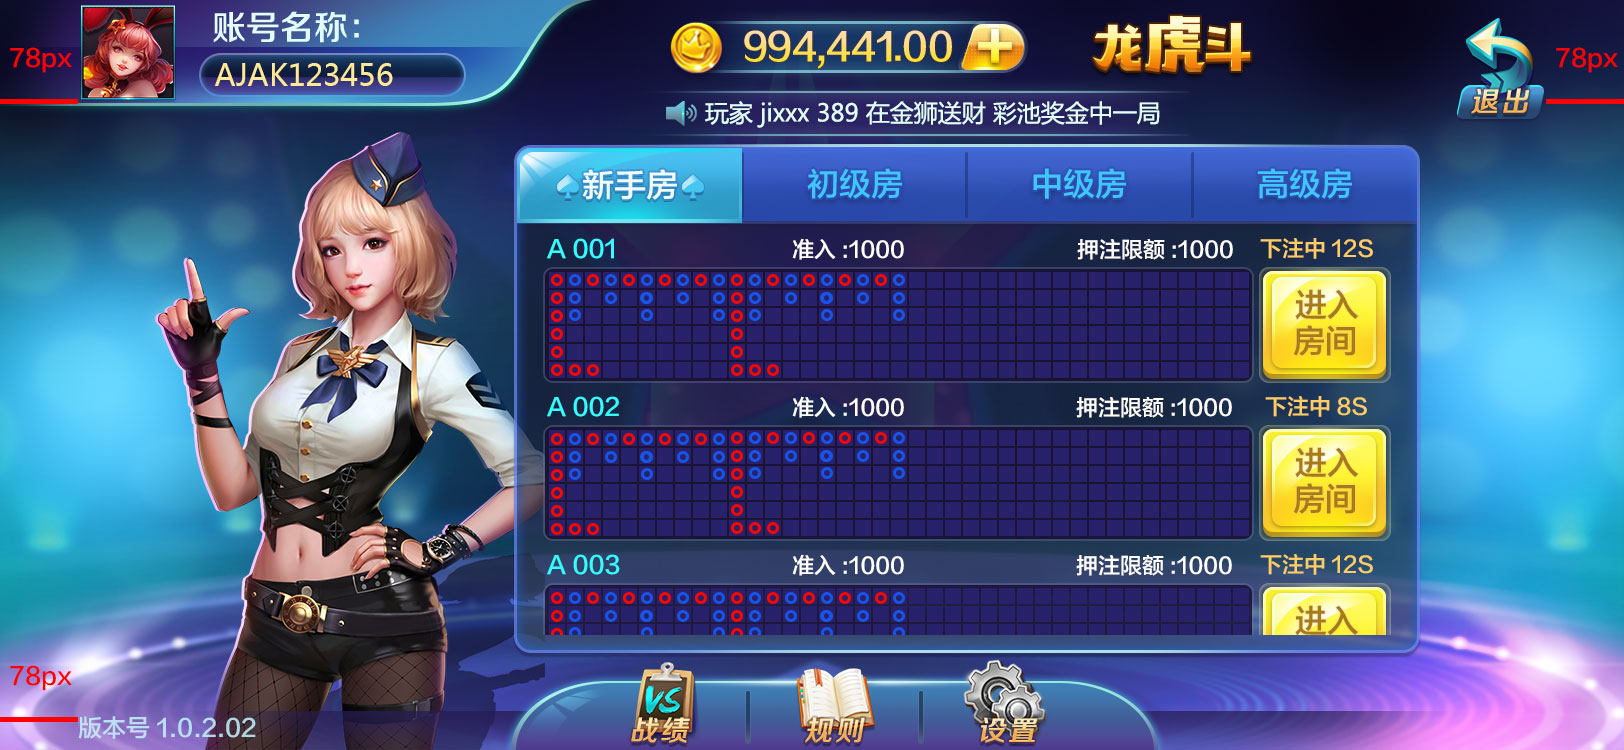 78px
账号名称：
AJAK123456
994,441.00
龙虎斗
78px
退出
玩家 jixxx 389 在金狮送财 彩池奖金中一局
新手房
初级房
中级房
高级房
A 001
准入 :1000
押注限额 :1000
下注中 12S
进入
房间
A 002
准入 :1000
押注限额 :1000
下注中 8S
进入
房间
A 003
准入 :1000
押注限额 :1000
下注中 12S
进入
78px
版本号 1.0.2.02
VS
战绩
规则
设置